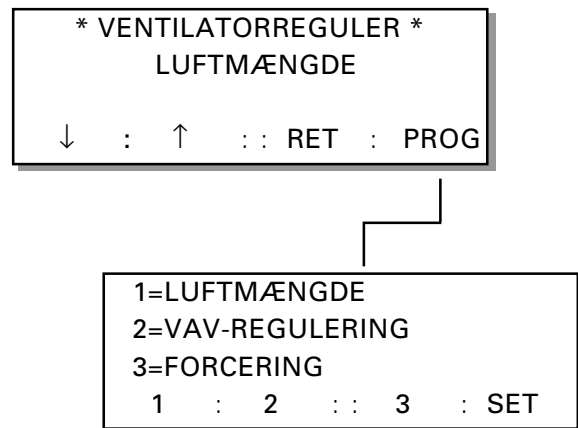 * VENTILATORREGULER *
LUFTMÆNGDE
↓ : ↑ : : RET : PROG
1=LUFTMÆNGDE
2=VAV-REGULERING
3=FORCERING
1 : 2 : : 3 : SET